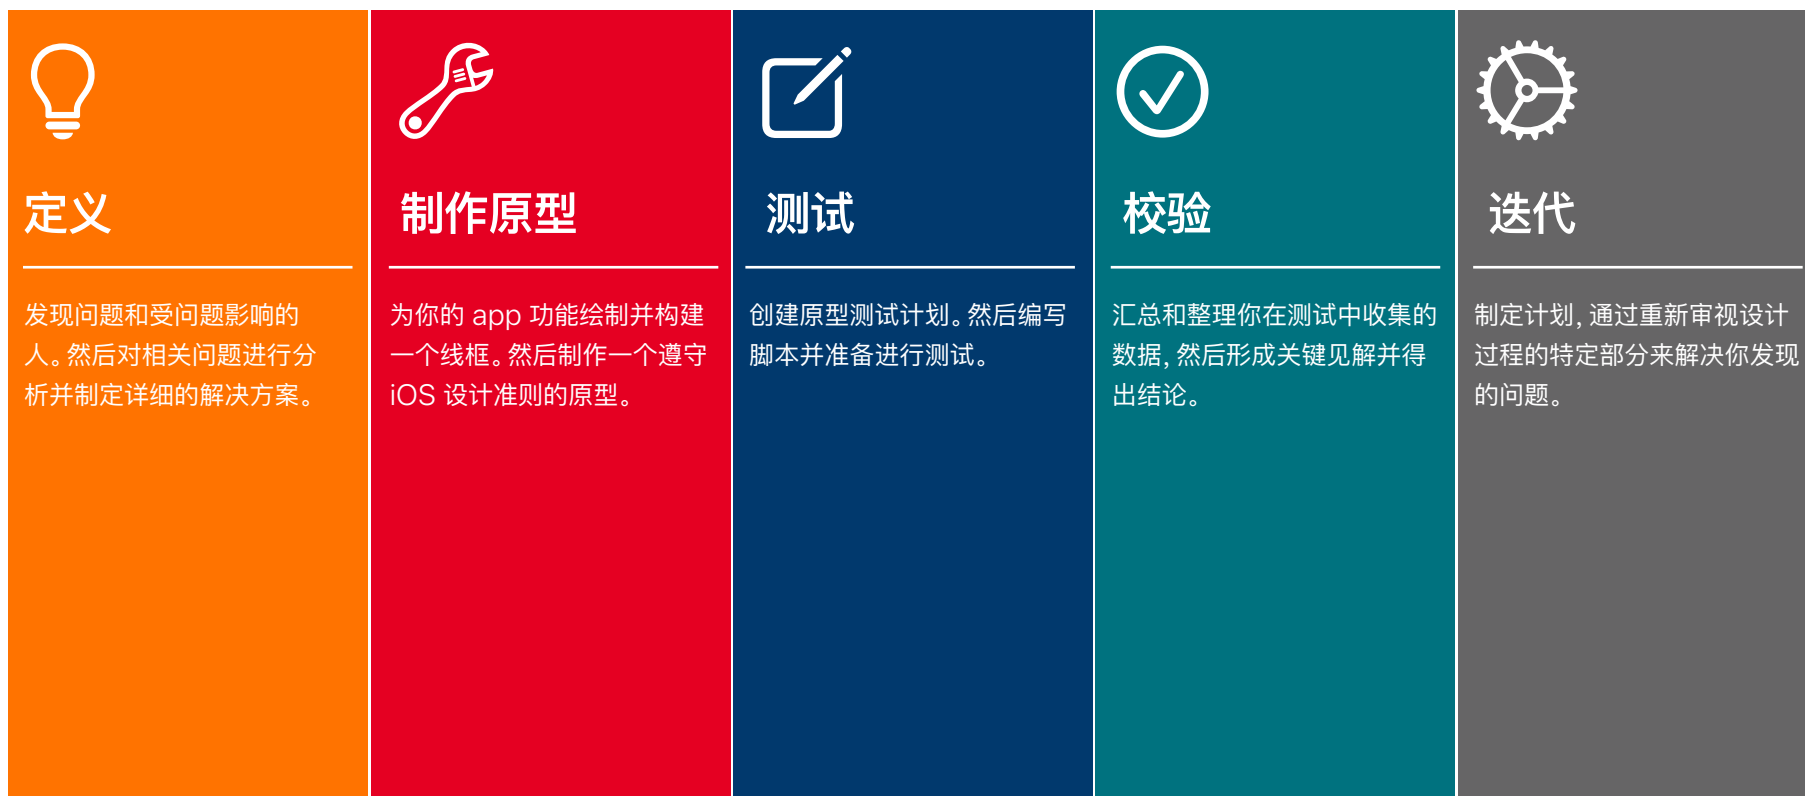 定义
发现问题和受问题影响的
人。然后对相关问题进行分
析并制定详细的解决方案。
制作原型
为你的 app 功能绘制并构建
一个线框。然后制作一个遵守
iOS 设计准则的原型。
测试
创建原型测试计划。然后编写
脚本并准备进行测试。
校验
汇总和整理你在测试中收集的
数据，然后形成关键见解并得
出结论。
迭代
制定计划，通过重新审视设计
过程的特定部分来解决你发现
的问题。